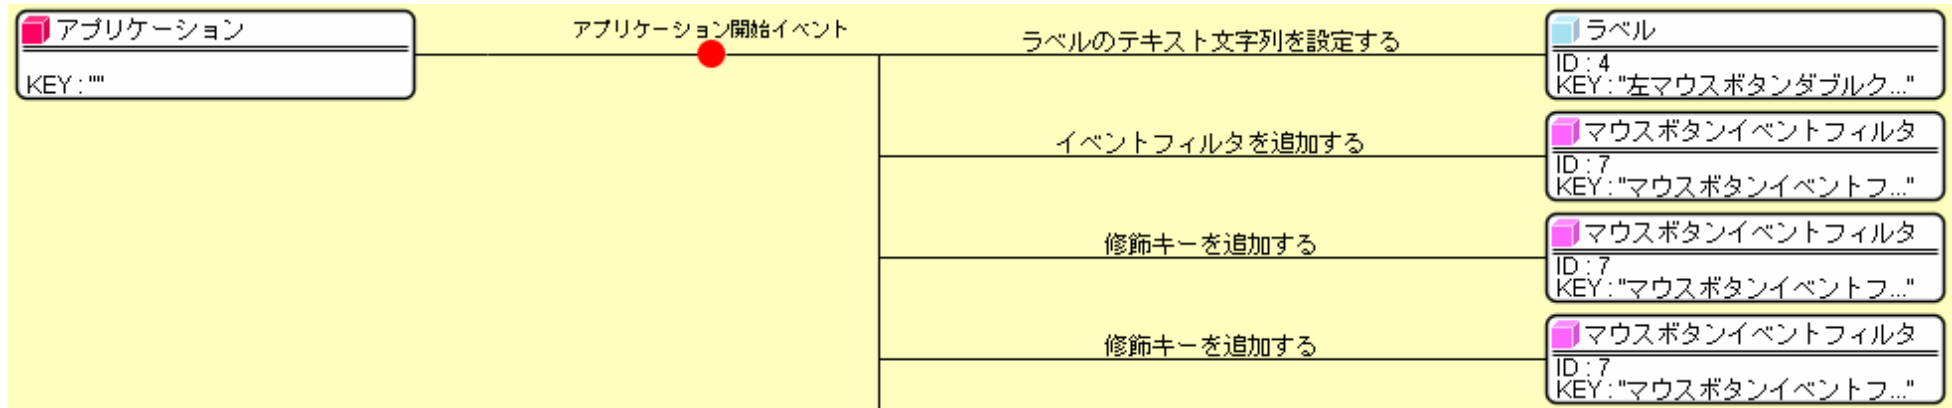 アプリケーション
KEY : ""
アプリケーション開始イベント
ラベルのテキスト文字列を設定する
ラベル
ID : 4
KEY : "左マウスボタンダブルク..."
イベントフィルタを追加する
マウスボタンイベントフィルタ
ID : 7
KEY : "マウスボタンイベントフ..."
修飾キーを追加する
マウスボタンイベントフィルタ
ID : 7
KEY : "マウスボタンイベントフ..."
修飾キーを追加する
マウスボタンイベントフィルタ
ID : 7
KEY : "マウスボタンイベントフ..."